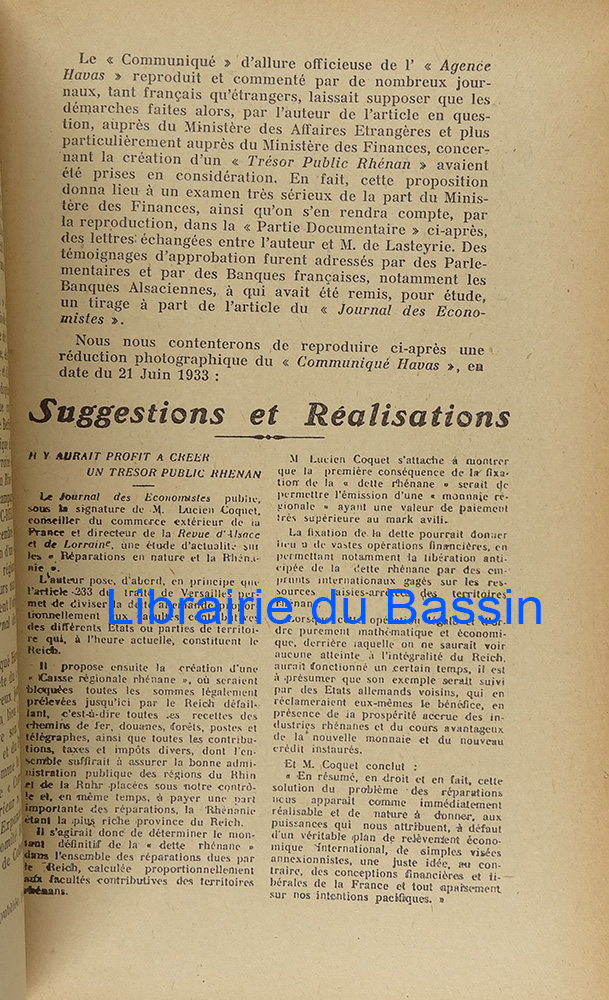 Le « Communiqué » d'allure officieuse de l' « Agence
Havas » reproduit et commenté par de nombreux jour-
naux, tant français qu'étrangers, laissait supposer que les
démarches faites alors, par l'auteur de l'article en ques-
tion, auprès du Ministère des Affaires Etrangères et plus
particulièrement auprès du Ministère des Finances, concer-
nant la création d'un « Trésor Public Rhénan » avaient
été prises en considération. En fait, cette proposition
donna lieu à un examen très sérieux de la part du Minis-
tère des Finances, ainsi qu'on s'en rendra compte, par
la reproduction, dans la « Partie Documentaire » ci-après,
des lettres échangées entre l'auteur et M. de Lasteyrie. Des
témoignages d'approbation furent adressés par des Parle-
mentaires et par des Banques françaises, notamment les
Banques Alsaciennes, à qui avait été remis, pour étude,
un tirage à part de l'article du « Journal des Econo-
mistes ».
Nous nous contenterons de reproduire ci-après une
réduction photographique du « Communiqué Havas », en
date du 21 Juin 1933 :
Suggestions et Réalisations
Il Y AURAIT PROFIT A CREER
UN TRESOR PUBLIC RHENAN
Le Journal des Economistes publie,
sous la signature de M. Lucien Coquet,
conseiller du commerce extérieur de la
France et directeur de la Revue d'Alsace
et de Lorraine, une étude d'actualité sur
les « Réparations en nature et la Rhéna-
nie ».
L'auteur pose, d'abord, en principe que
l'article 233 du traité de Versailles per-
met de diviser la dette allemande propor-
tionnellement aux facultés contributives
des différents Etats ou parties de territoi-
re qui, à l'heure actuelle, constituent le
Reich.
Il propose ensuite la création d'une
« Caisse régionale rhénane », où seraient
bloquées toutes les sommes légalement
prélevées jusqu'ici par le Reich défail-
lant, c'est-à-dire toutes les recettes des
chemins de fer, douanes, forêts, postes et
télégraphes, ainsi que toutes les contribu-
tions, taxes et impôts divers, dont l'en-
semble suffirait à assurer la bonne admi-
nistration publique des régions du Rhin
et de la Ruhr placées sous notre contrô-
le et, en même temps, à payer une part
importante des réparations, la Rhénanie
étant la plus riche province du Reich.
Il s'agirait donc de déterminer le mon-
tant définitif de la « dette rhénane »
dans l'ensemble des réparations dues par
le Reich, calculée proportionnellement
aux facultés contributives des territoires
rhénans.
M Lucien Coquet s'attache à montrer
que la première conséquence de la fixa-
tion de la « dette rhénane » serait de
permettre l'émission d'une « monnaie ré-
gionale » ayant une valeur de paiement
très supérieure au mark avili.
La fixation de la dette pourrait donner
lieu à de vastes opérations financières, en
permettant notamment la libération anti-
cipée de la dette rhénane par des em-
prunts internationaux gagés sur les res-
sources saisies-arrêtées des territoires
rhénans.
Lorsque cette opération légale et d'or-
dre purement mathématique et économi-
que, derrière laquelle on ne saurait voir
aucune atteinte à l'intégralité du Reich,
aurait fonctionné un certain temps, il est
à présumer que son exemple serait suivi
par des Etats allemands voisins, qui en
réclameraient eux-mêmes le bénéfice, en
présence de la prospérité accrue des in-
dustries rhénanes et du cours avantageux
de la nouvelle monnaie et du nouveau
crédit instaurés.
Et M. Coquet conclut :
« En résumé, en droit et en fait, cette
solution du problème des réparations
nous apparait comme immédiatement
réalisable et de nature à donner, aux
puissances qui nous attribuent, à défaut
d'un véritable plan de relèvement écono-
mique international, de simples visées
annexionnistes, une juste idée, au con-
traire, des conceptions financières et li-
bérales de la France et tout apaisement
sur nos intentions pacifiques. »
Librairie du Bassin